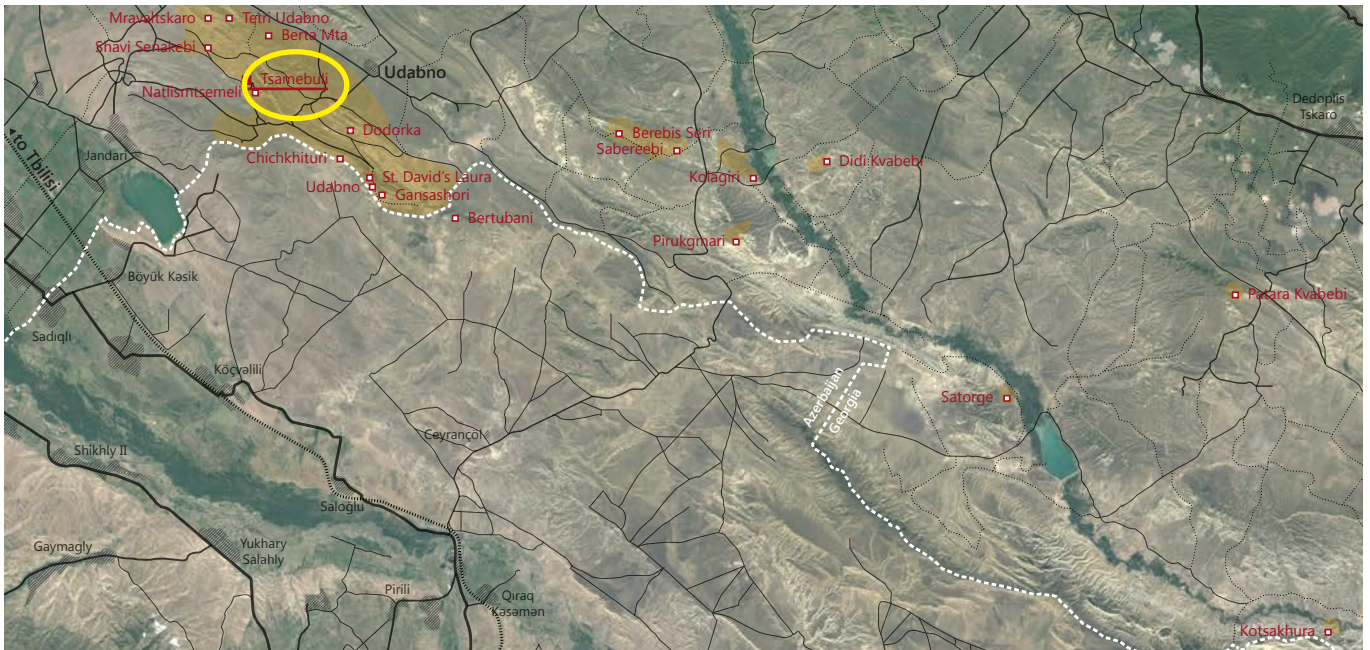 Mravaltskaro
Tetri Udabno
Berta Mta
Shavi Senakebi
Tsamebuli
Udabno
Natlismtsemeli
Dedoplis
Tskaro
Dodorka
Berebis Seri
Sabereebi
to Tbilisi
Jandari
Chichkhituri
Didi Kvabebi
St. David's Laura
Kolagiri
Udabno
Gansashori
Bertubani
Pirukgmari
Böyük Kəsik
Patara Kvabebi
Sadıqlı
Köçvəlili
Azerbaijan
Georgia
Satorge
Ceyrançöl
Shikhly II
Saloğlu
Gaymagly
Yukhary
Salahly
Pirili
Qıraq
Kəsəmən
Kotsakhura